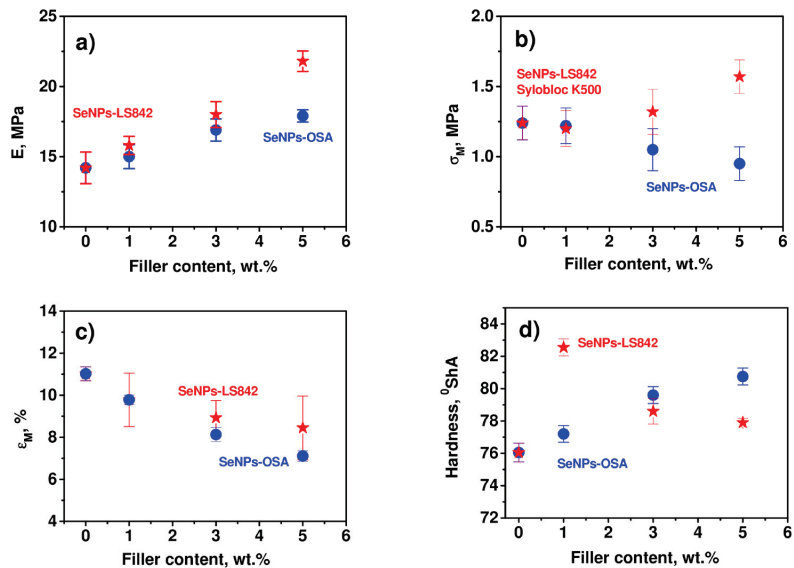 a)
E, MPa
25
20
15
10
SeNPs-LS842
SeNPs-OSA
0 1 2 3 4 5 6
Filler content, wt.%
b)
σM, MPa
2.0
1.5
1.0
0.5
SeNPs-LS842
Sylobloc K500
SeNPs-OSA
0 1 2 3 4 5 6
Filler content, wt.%
c)
εM, %
14
12
10
8
6
4
SeNPs-LS842
SeNPs-OSA
0 1 2 3 4 5 6
Filler content, wt.%
d)
Hardness, ⁰ShA
84
82
80
78
76
74
72
SeNPs-LS842
SeNPs-OSA
0 1 2 3 4 5 6
Filler content, wt.%